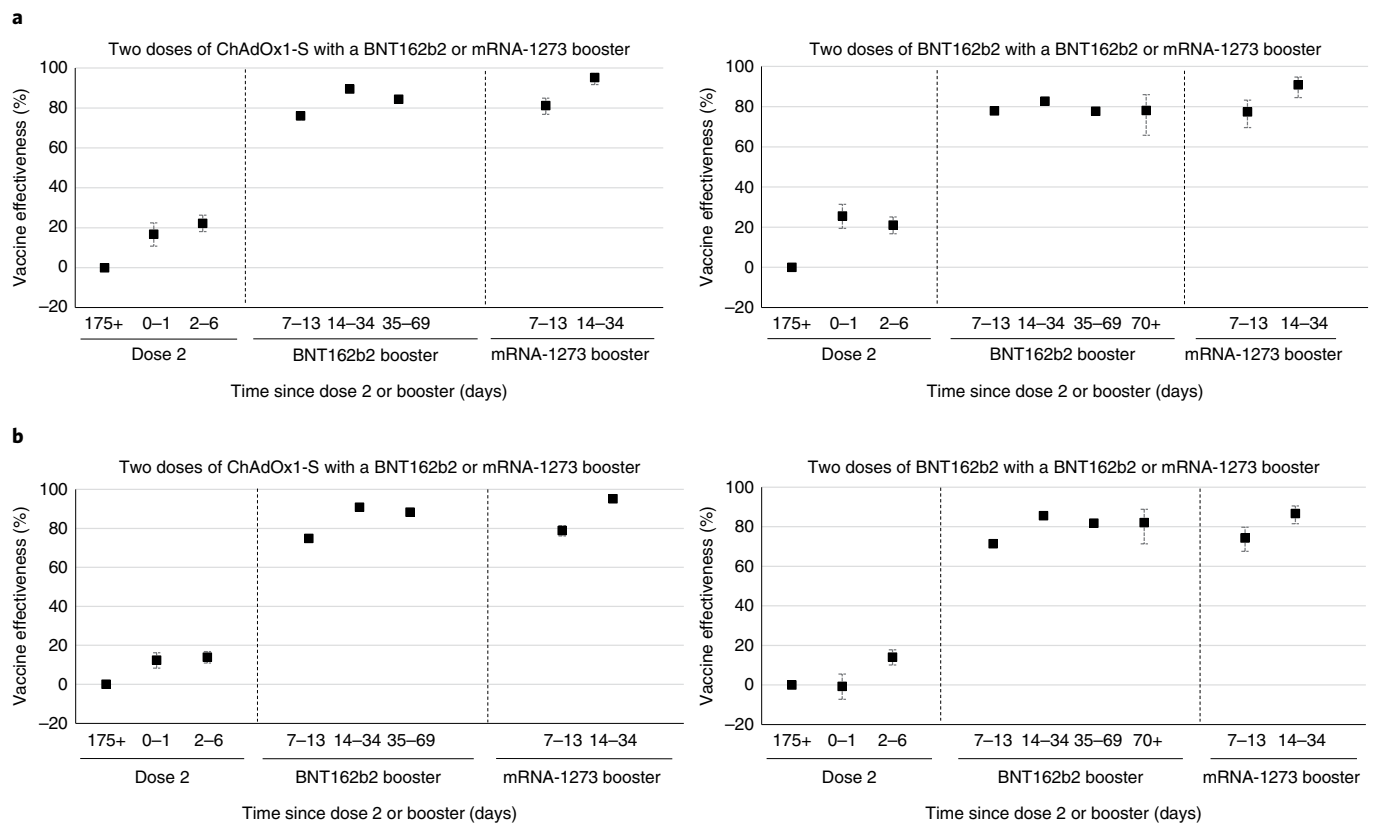 a
Two doses of ChAdOx1-S with a BNT162b2 or mRNA-1273 booster
Vaccine effectiveness (%)
100
80
60
40
20
0
–20
175+ 0–1 2–6 7–13 14–34 35–69 7–13 14–34
Dose 2 BNT162b2 booster mRNA-1273 booster
Time since dose 2 or booster (days)
Two doses of BNT162b2 with a BNT162b2 or mRNA-1273 booster
Vaccine effectiveness (%)
100
80
60
40
20
0
–20
175+ 0–1 2–6 7–13 14–34 35–69 70+ 7–13 14–34
Dose 2 BNT162b2 booster mRNA-1273 booster
Time since dose 2 or booster (days)
b
Two doses of ChAdOx1-S with a BNT162b2 or mRNA-1273 booster
Vaccine effectiveness (%)
100
80
60
40
20
0
–20
175+ 0–1 2–6 7–13 14–34 35–69 7–13 14–34
Dose 2 BNT162b2 booster mRNA-1273 booster
Time since dose 2 or booster (days)
Two doses of BNT162b2 with a BNT162b2 or mRNA-1273 booster
Vaccine effectiveness (%)
100
80
60
40
20
0
–20
175+ 0–1 2–6 7–13 14–34 35–69 70+ 7–13 14–34
Dose 2 BNT162b2 booster mRNA-1273 booster
Time since dose 2 or booster (days)